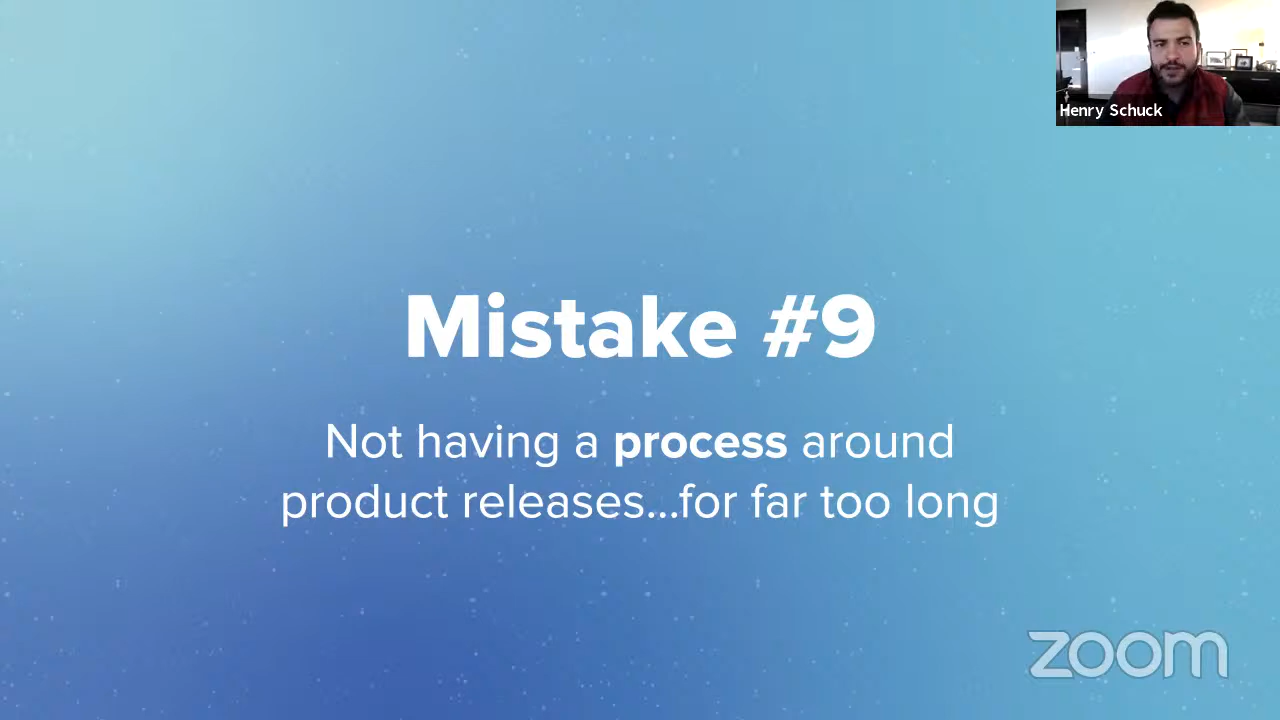 Henry Schuck
Mistake #9
Not having a process around
product releases...for far too long
zoom